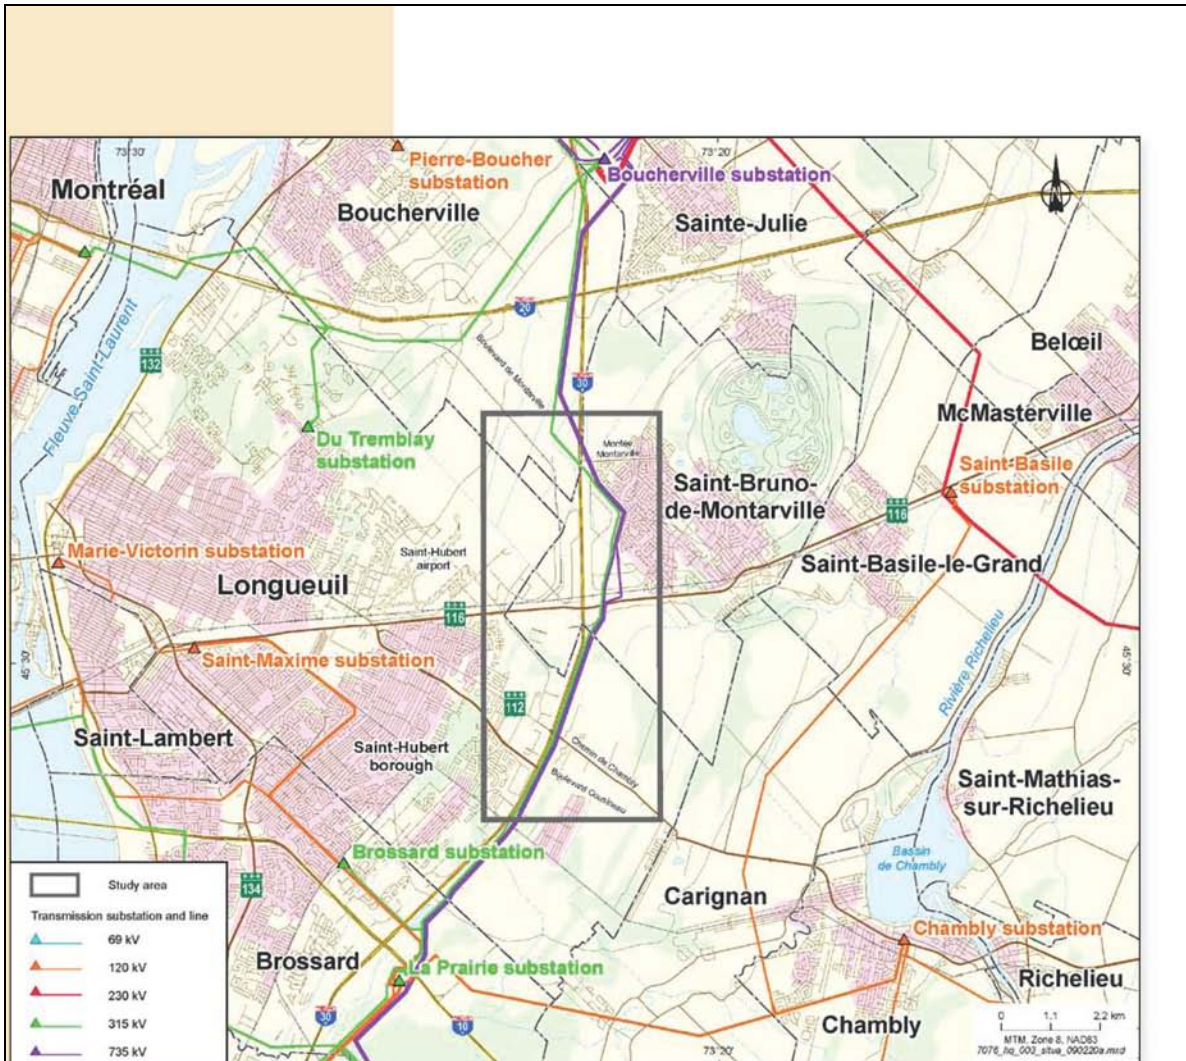 73°30'
73°20'
Pierre-Boucher
substation
Boucherville substation
Montréal
Boucherville
Sainte-Julie
Fleuve Saint-Laurent
20
132
Boulevard de Montarville
30
Belœil
McMasterville
Du Tremblay
substation
Montée
Montarville
Saint-Basile
substation
Saint-Bruno-
de-Montarville
116
Marie-Victorin substation
Saint-Hubert
airport
Longueuil
Saint-Basile-le-Grand
116
45°30'
45°30'
Saint-Maxime substation
Rivière Richelieu
112
Saint-Lambert
Saint-Hubert
borough
Chemin de Chambly
Boulevard Cousineau
Saint-Mathias-
sur-Richelieu
Brossard substation
Bassin
de Chambly
134
Carignan
Chambly substation
Brossard
La Prairie substation
Richelieu
30
10
Chambly
73°20'
Study area
Transmission substation and line
69 kV
120 kV
230 kV
315 kV
735 kV
0 1.1 2.2 km
MTM, Zone 8, NAD83
7076_hq_003_situa_090220a.mxd